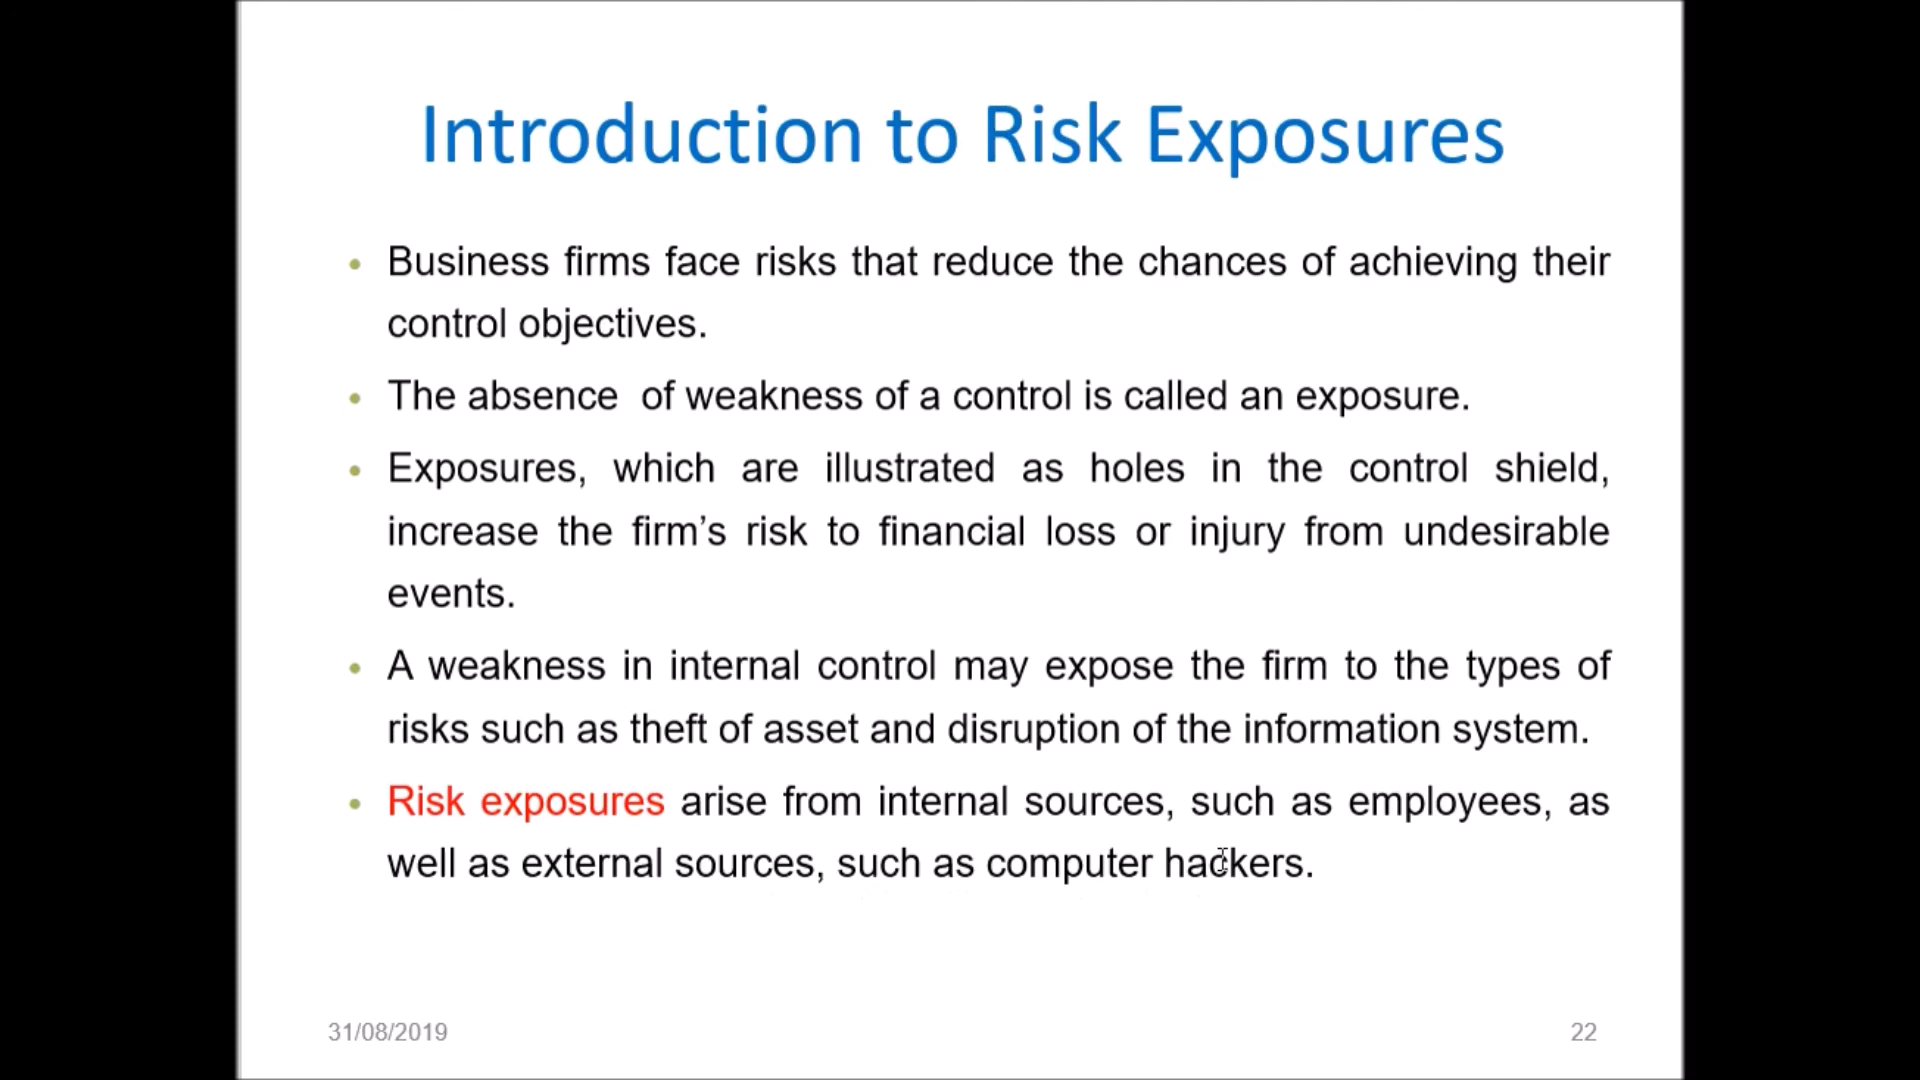 Introduction to Risk Exposures
• Business firms face risks that reduce the chances of achieving their
control objectives.
• The absence of weakness of a control is called an exposure.
• Exposures, which are illustrated as holes in the control shield,
increase the firm’s risk to financial loss or injury from undesirable
events.
• A weakness in internal control may expose the firm to the types of
risks such as theft of asset and disruption of the information system.
• Risk exposures arise from internal sources, such as employees, as
well as external sources, such as computer hackers.
31/08/2019
22